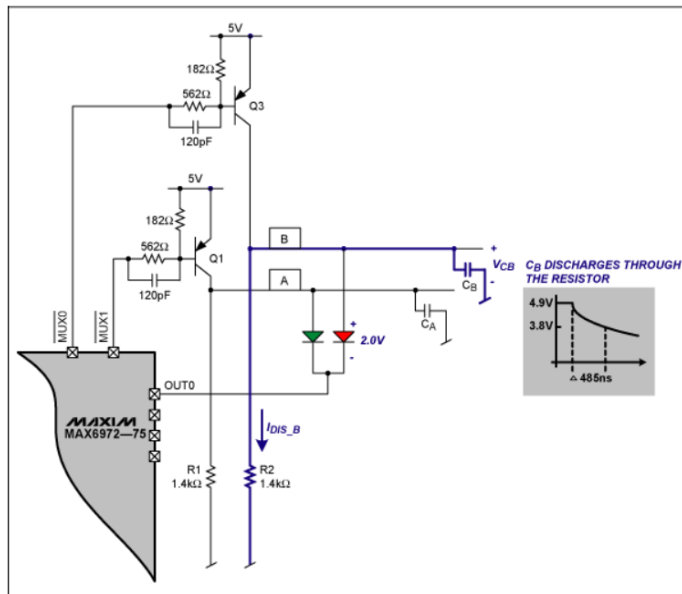 5V
182Ω
562Ω
Q3
120pF
5V
182Ω
562Ω
Q1
120pF
B
A
+
VCB
-
CB
CA
CB DISCHARGES THROUGH
THE RESISTOR
4.9V
3.8V
△ 485ns
MUX0
MUX1
+
2.0V
-
OUT0
MAXIM
MAX6972—75
IDIS_B
R1
1.4kΩ
R2
1.4kΩ